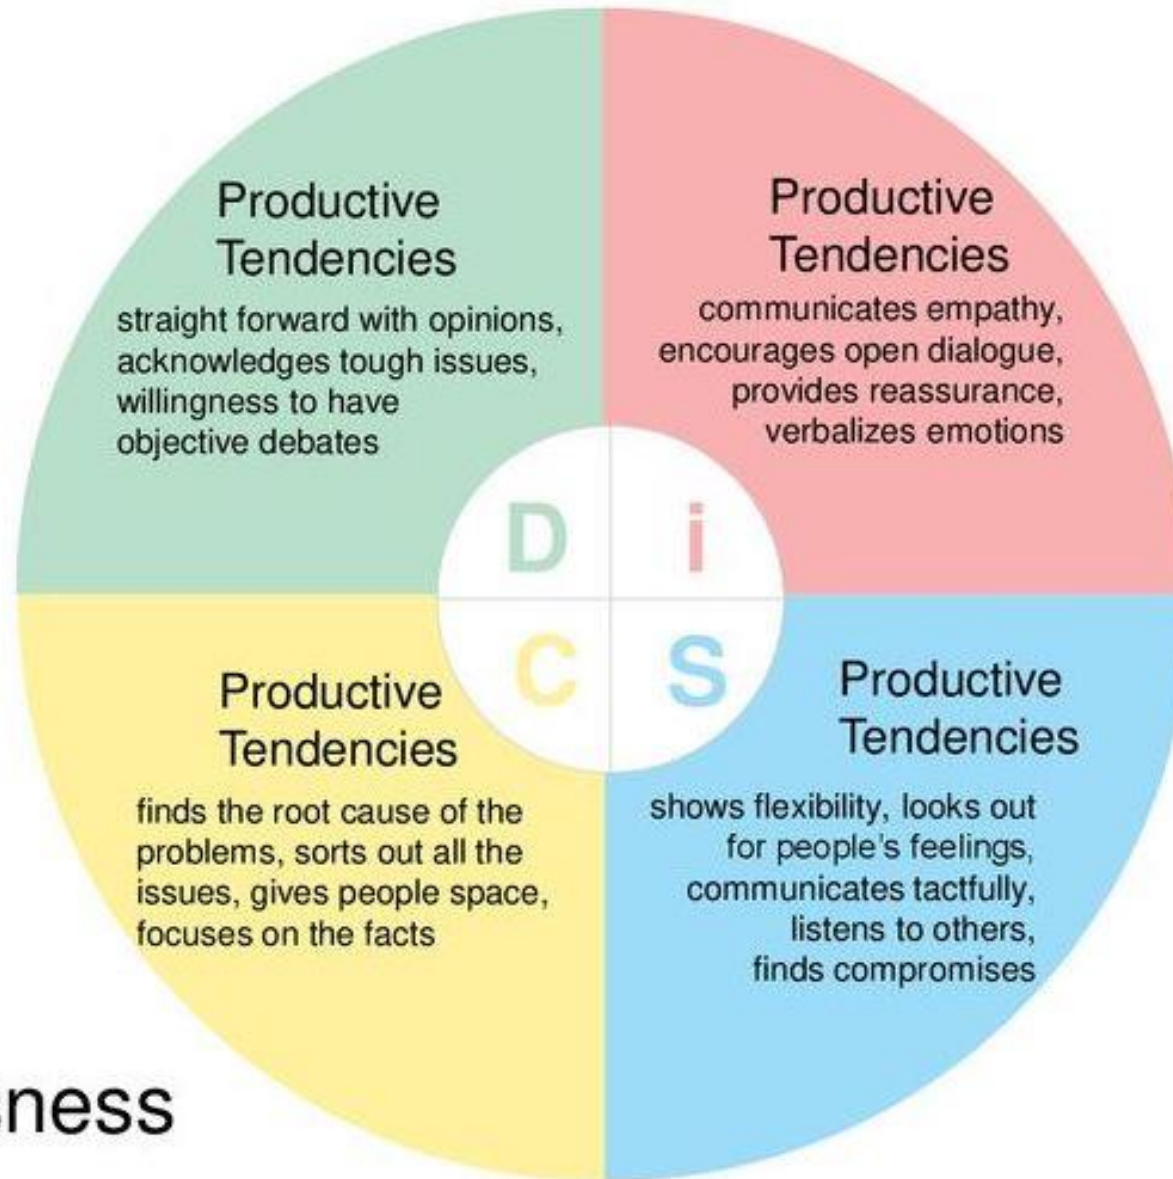 Productive
Tendencies
straight forward with opinions,
acknowledges tough issues,
willingness to have
objective debates
Productive
Tendencies
communicates empathy,
encourages open dialogue,
provides reassurance,
verbalizes emotions
D
i
C
S
Productive
Tendencies
finds the root cause of the
problems, sorts out all the
issues, gives people space,
focuses on the facts
Productive
Tendencies
shows flexibility, looks out
for people's feelings,
communicates tactfully,
listens to others,
finds compromises
ness